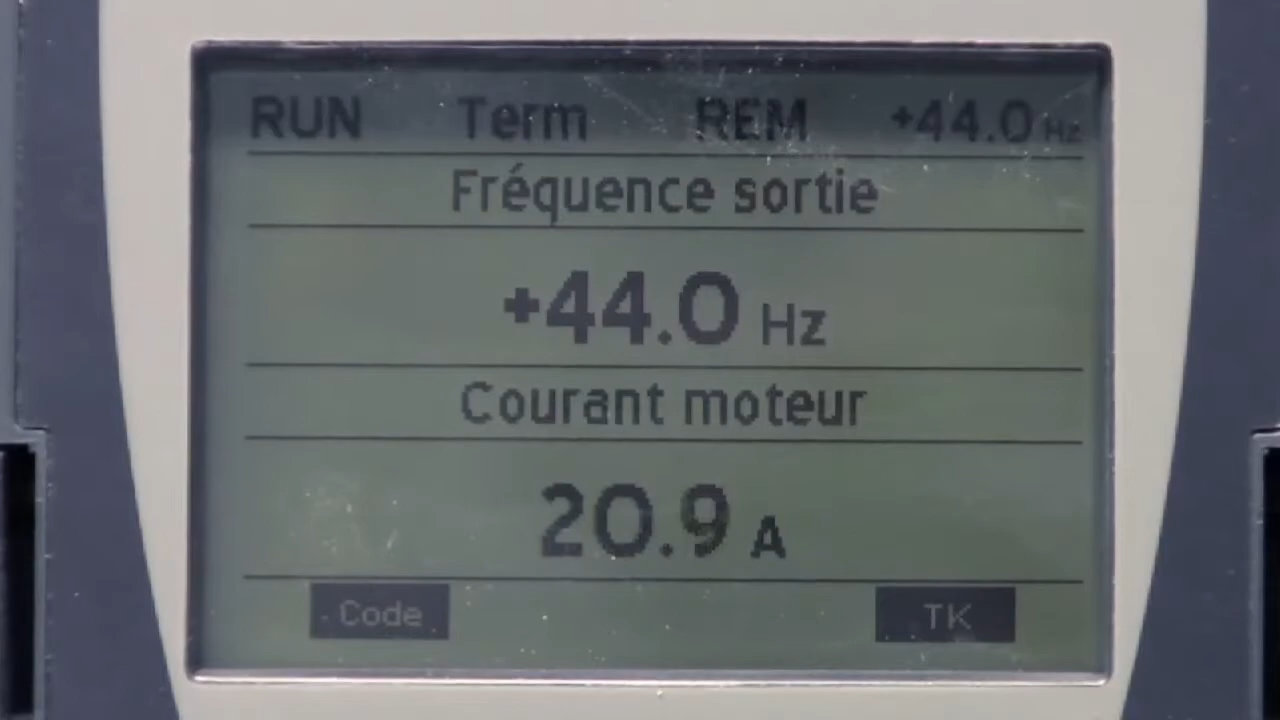 RUN Term REM +44.0 Hz
Fréquence sortie
+44.0 Hz
Courant moteur
20.9 A
Code TK